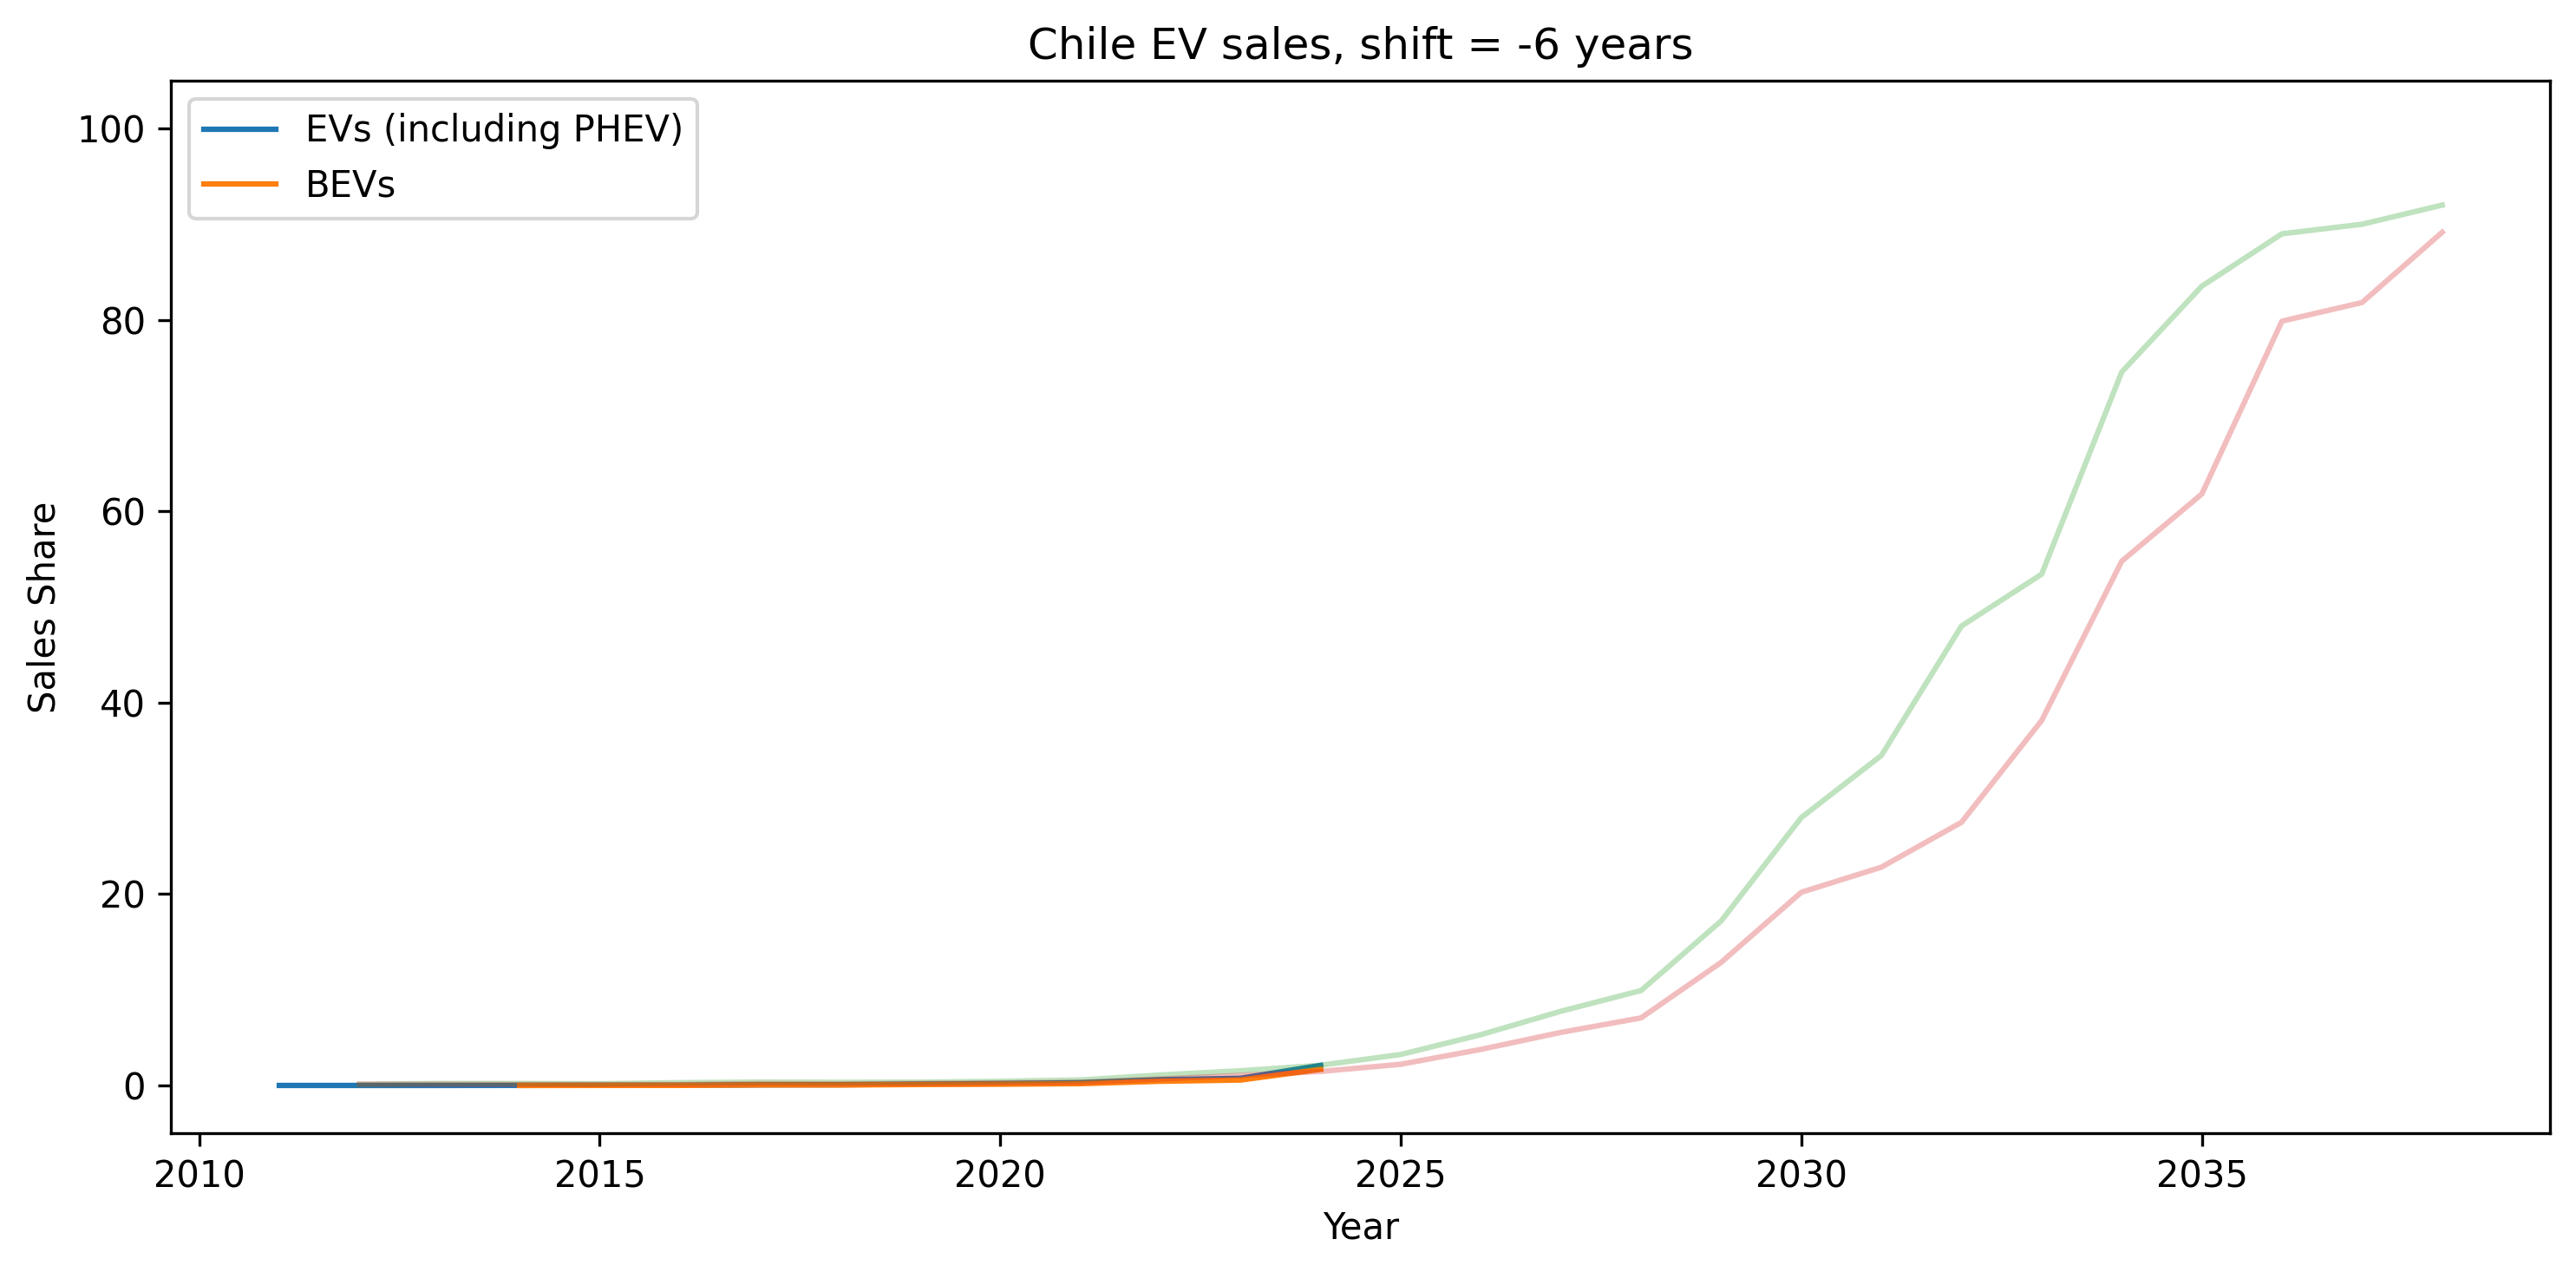 Chile EV sales, shift = -6 years
EVs (including PHEV)
BEVs
100
80
60
40
20
0
Sales Share
2010 2015 2020 2025 2030 2035
Year